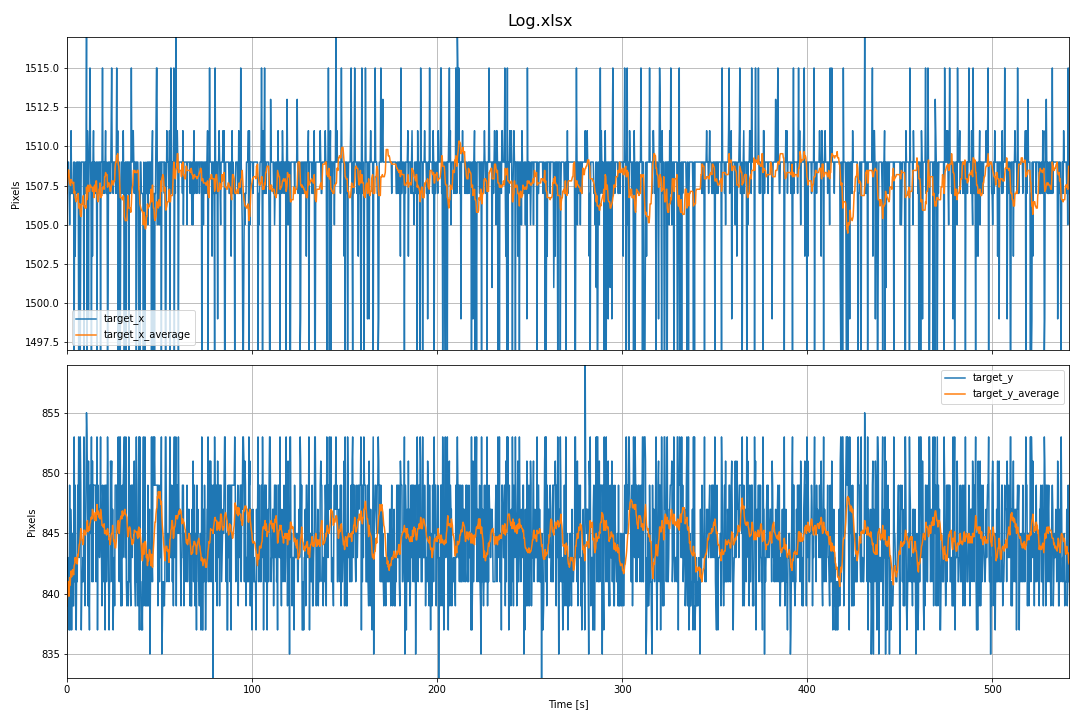 Log.xlsx
1515.0
1512.5
1510.0
1507.5
1505.0
1502.5
1500.0
1497.5
Pixels
target_x
target_x_average
855
850
845
840
835
Pixels
target_y
target_y_average
0 100 200 300 400 500
Time [s]